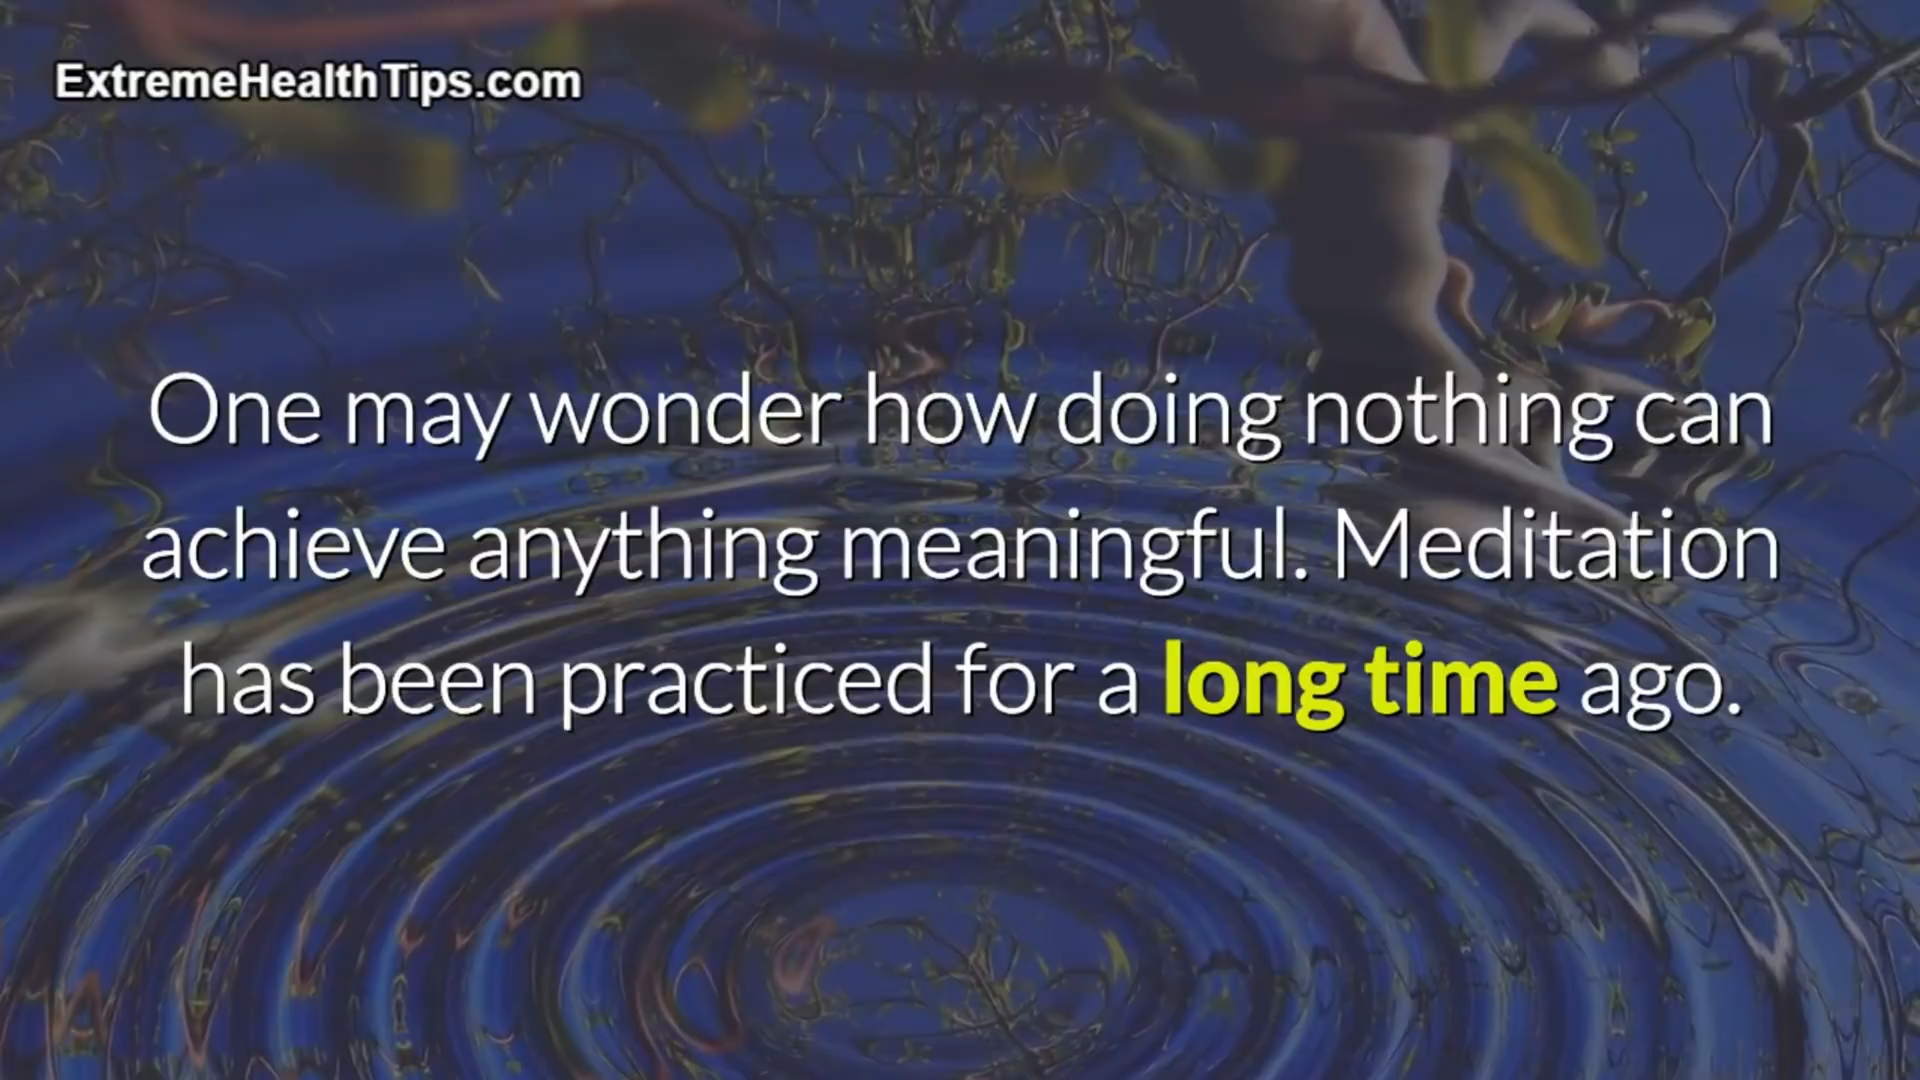 ExtremeHealthTips.com
One may wonder how doing nothing can
achieve anything meaningful. Meditation
has been practiced for a long time ago.